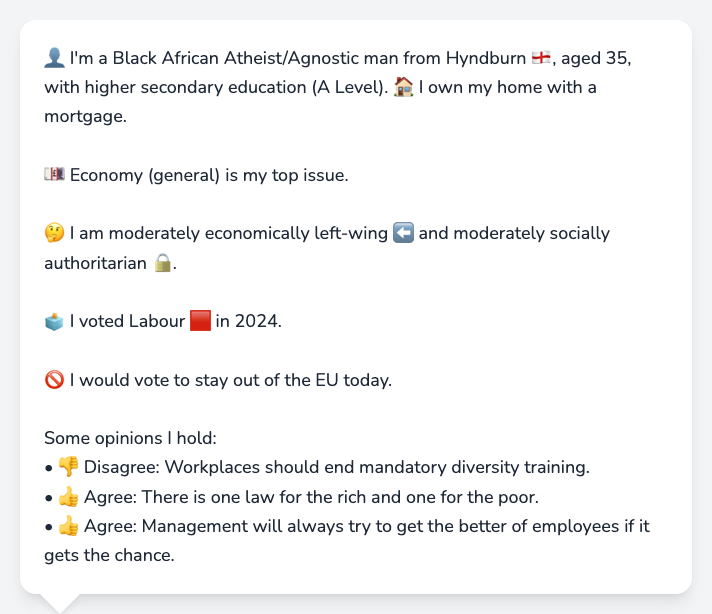 👤 I'm a Black African Atheist/Agnostic man from Hyndburn 🏴󠁧󠁢󠁥󠁮󠁧󠁿, aged 35,
with higher secondary education (A Level). 🏠 I own my home with a
mortgage.
💷 Economy (general) is my top issue.
🤔 I am moderately economically left-wing ⬅️ and moderately socially
authoritarian 🔒.
🗳️ I voted Labour 🟥 in 2024.
🚫 I would vote to stay out of the EU today.
Some opinions I hold:
• 👎 Disagree: Workplaces should end mandatory diversity training.
• 👍 Agree: There is one law for the rich and one for the poor.
• 👍 Agree: Management will always try to get the better of employees if it
gets the chance.